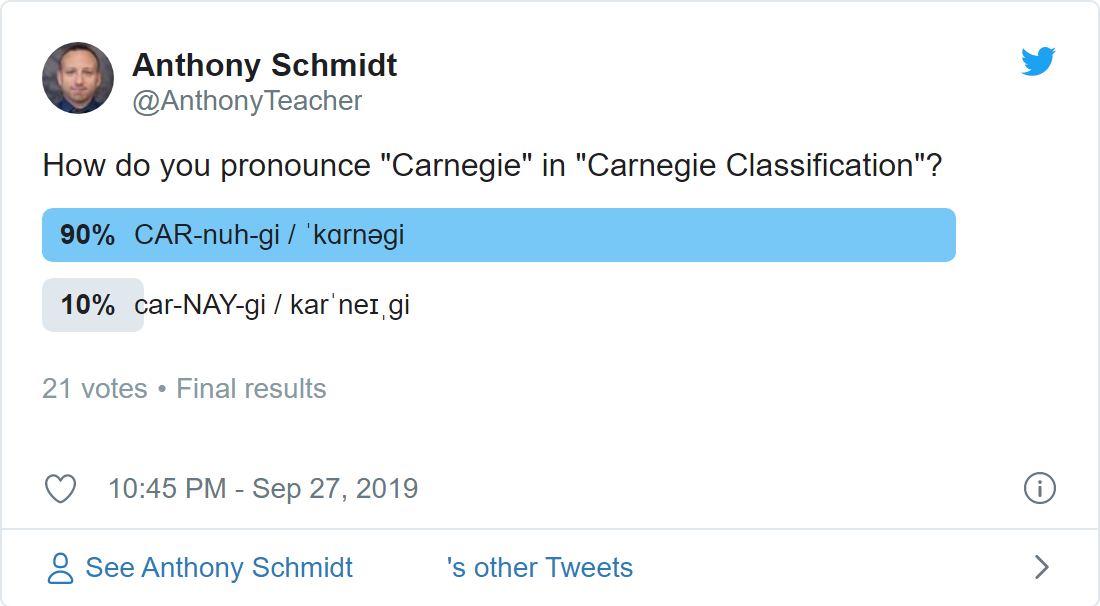 Anthony Schmidt
@AnthonyTeacher
How do you pronounce "Carnegie" in "Carnegie Classification"?
90% CAR-nuh-gi / ˈkɑrnəgi
10% car-NAY-gi / karˈneɪˌgi
21 votes • Final results
10:45 PM - Sep 27, 2019
See Anthony Schmidt 's other Tweets